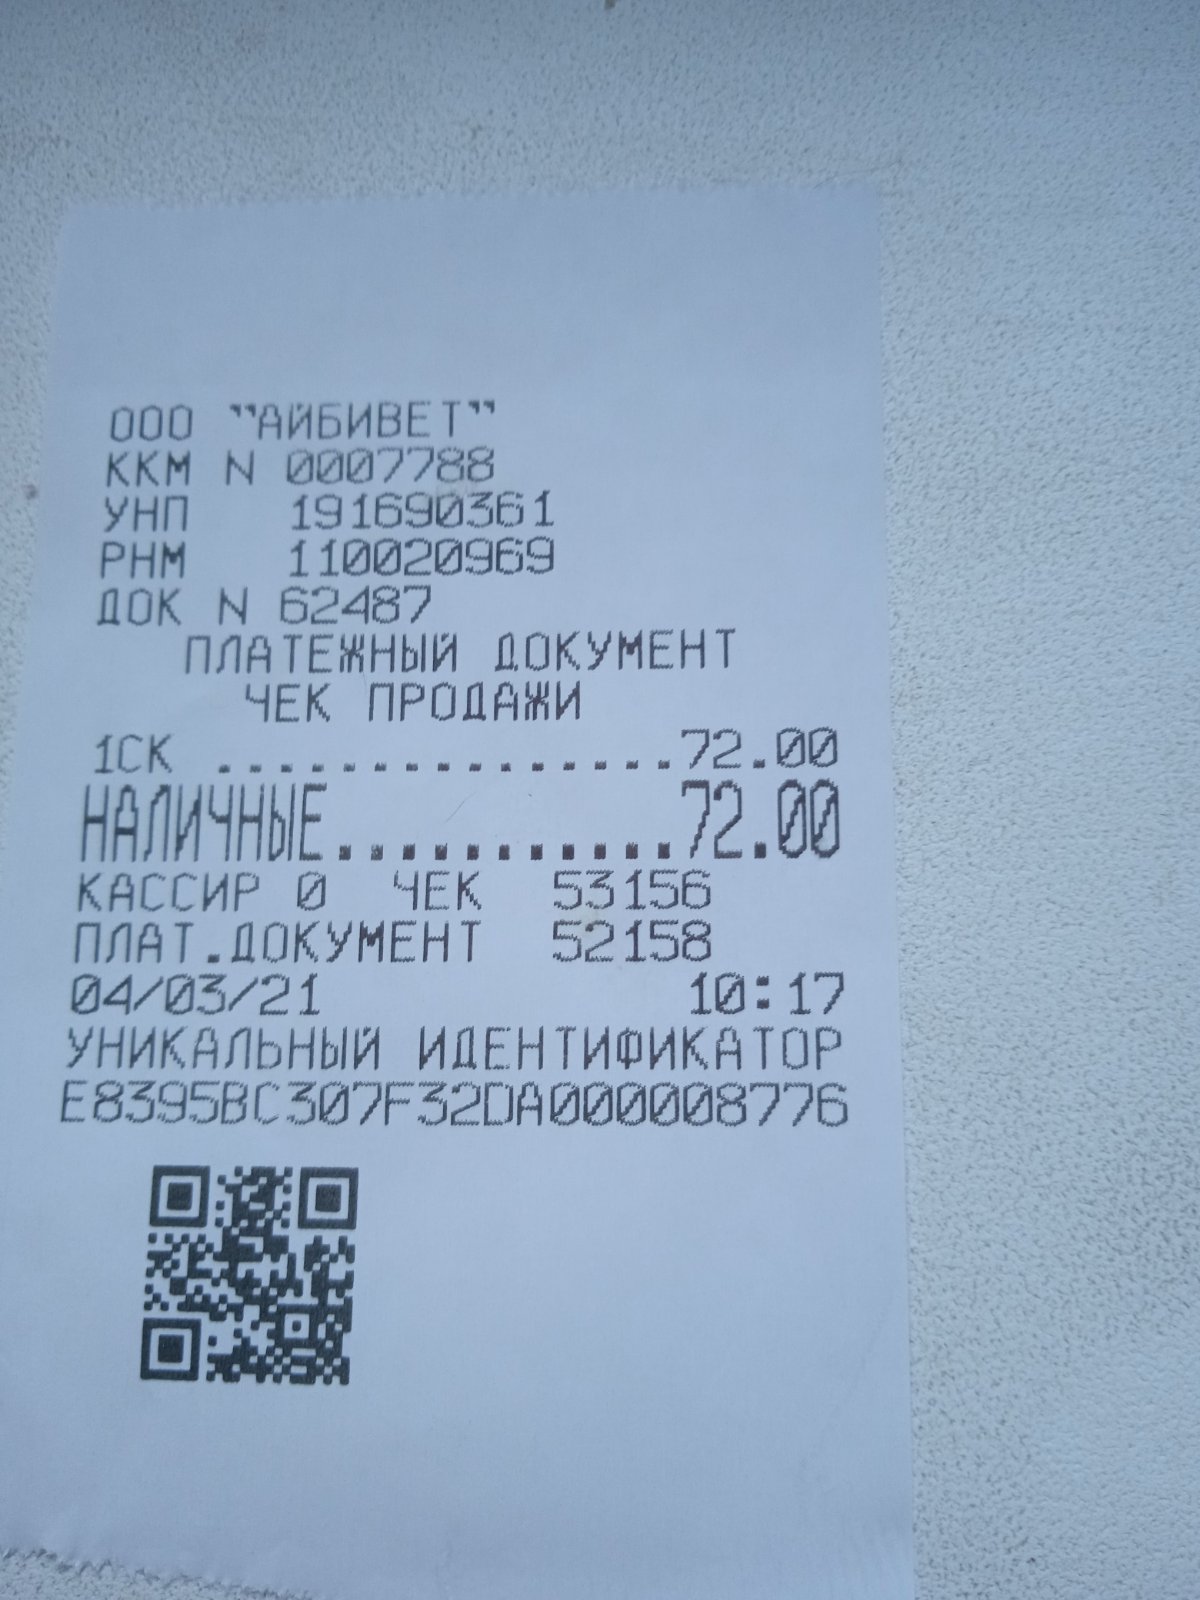 ООО "АЙБИВЕТ"
ККМ N 0007788
УНП 191690361
РНМ 110020969
ДОК N 62487
ПЛАТЕЖНЫЙ ДОКУМЕНТ
ЧЕК ПРОДАЖИ
1СК ...............72.00
НАЛИЧНЫЕ...........72.00
КАССИР 0 ЧЕК 53156
ПЛАТ.ДОКУМЕНТ 52158
04/03/21 10:17
УНИКАЛЬНЫЙ ИДЕНТИФИКАТОР
E8395BC307F32DA000008776